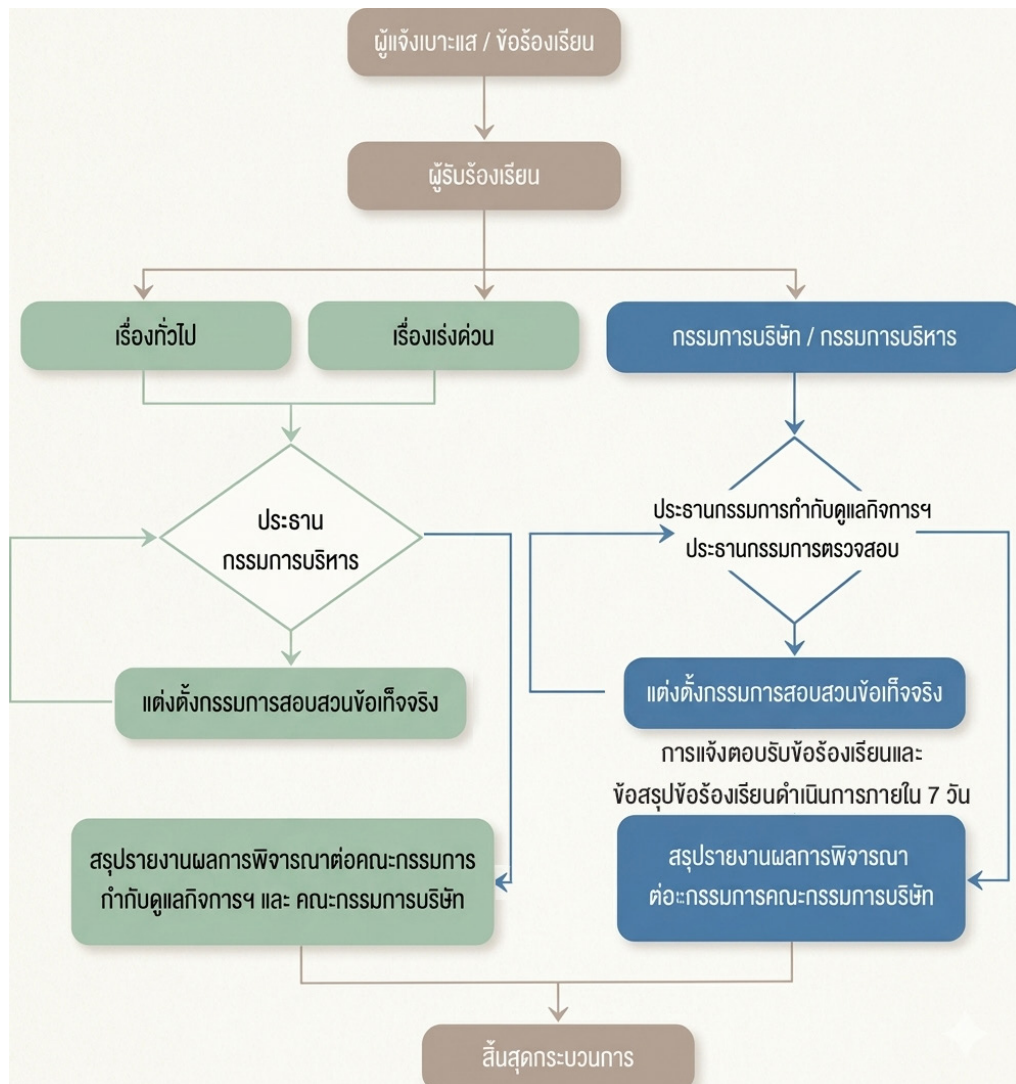 ผู้แจ้งเบาะแส / ข้อร้องเรียน
ผู้รับร้องเรียน
เรื่องทั่วไป
เรื่องเร่งด่วน
กรรมการบริษัท / กรรมการบริหาร
ประธาน
กรรมการบริหาร
ประธานกรรมการกำกับดูแลกิจการฯ
ประธานกรรมการตรวจสอบ
แต่งตั้งกรรมการสอบสวนข้อเท็จจริง
แต่งตั้งกรรมการสอบสวนข้อเท็จจริง
การแจ้งตอบรับข้อร้องเรียนและ
ข้อสรุปข้อร้องเรียนดำเนินการภายใน 7 วัน
สรุปรายงานผลการพิจารณาต่อคณะกรรมการ
กำกับดูแลกิจการฯ และ คณะกรรมการบริษัท
สรุปรายงานผลการพิจารณา
ต่อะกรรมการคณะกรรมการบริษัท
สิ้นสุดกระบวนการ